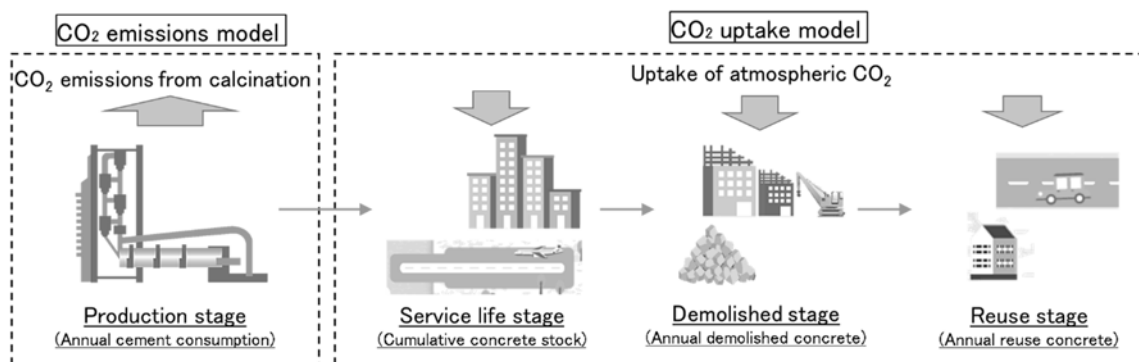 CO₂ emissions model
CO₂ uptake model
CO₂ emissions from calcination
Uptake of atmospheric CO₂
Production stage
(Annual cement consumption)
Service life stage
(Cumulative concrete stock)
Demolished stage
(Annual demolished concrete)
Reuse stage
(Annual reuse concrete)